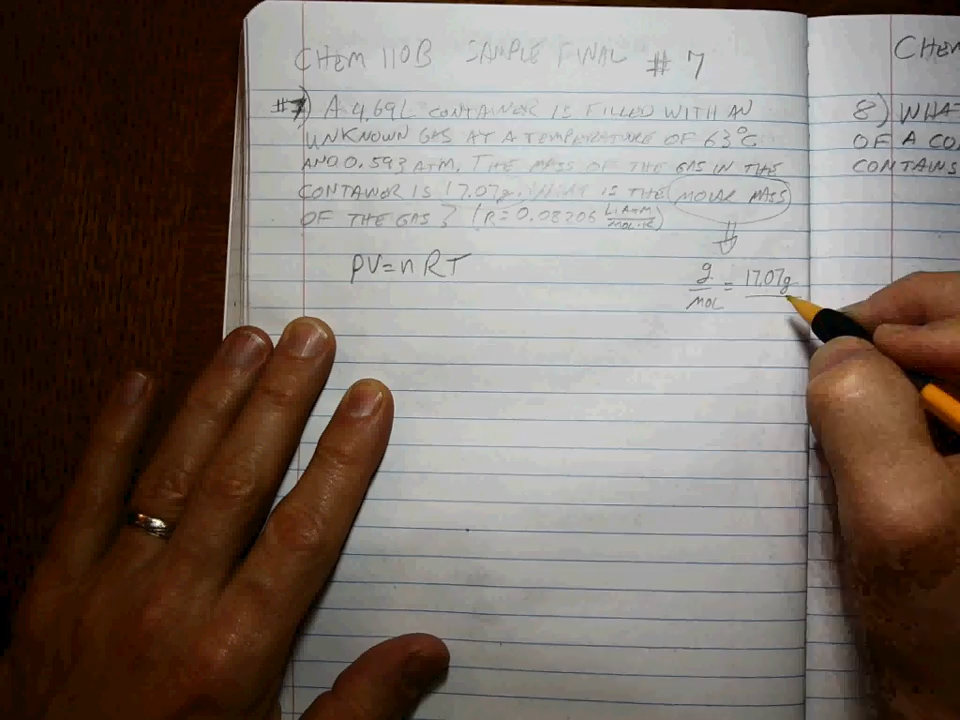 CHEM 110B SAMPLE FINAL # 7
#7) A 4.69L CONTAINER IS FILLED WITH AN
UNKNOWN GAS AT A TEMPERATURE OF 63°C
AND 0.593 ATM. THE MASS OF THE GAS IN THE
CONTAINER IS 17.07g. WHAT IS THE MOLAR MASS
OF THE GAS? (R=0.08206 L·ATM/MOL·K)
PV=nRT
g/MOL = 17.07g
CHEM
8) WHA
OF A CO
CONTAINS